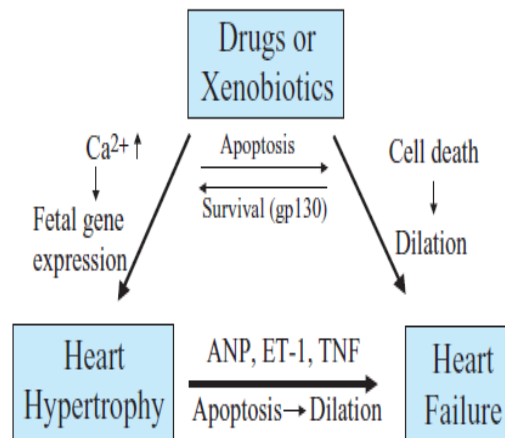 Drugs or
Xenobiotics
Ca2+ ↑
Apoptosis
Cell death
Survival (gp130)
Fetal gene
expression
Dilation
Heart
Hypertrophy
ANP, ET-1, TNF
Apoptosis→Dilation
Heart
Failure